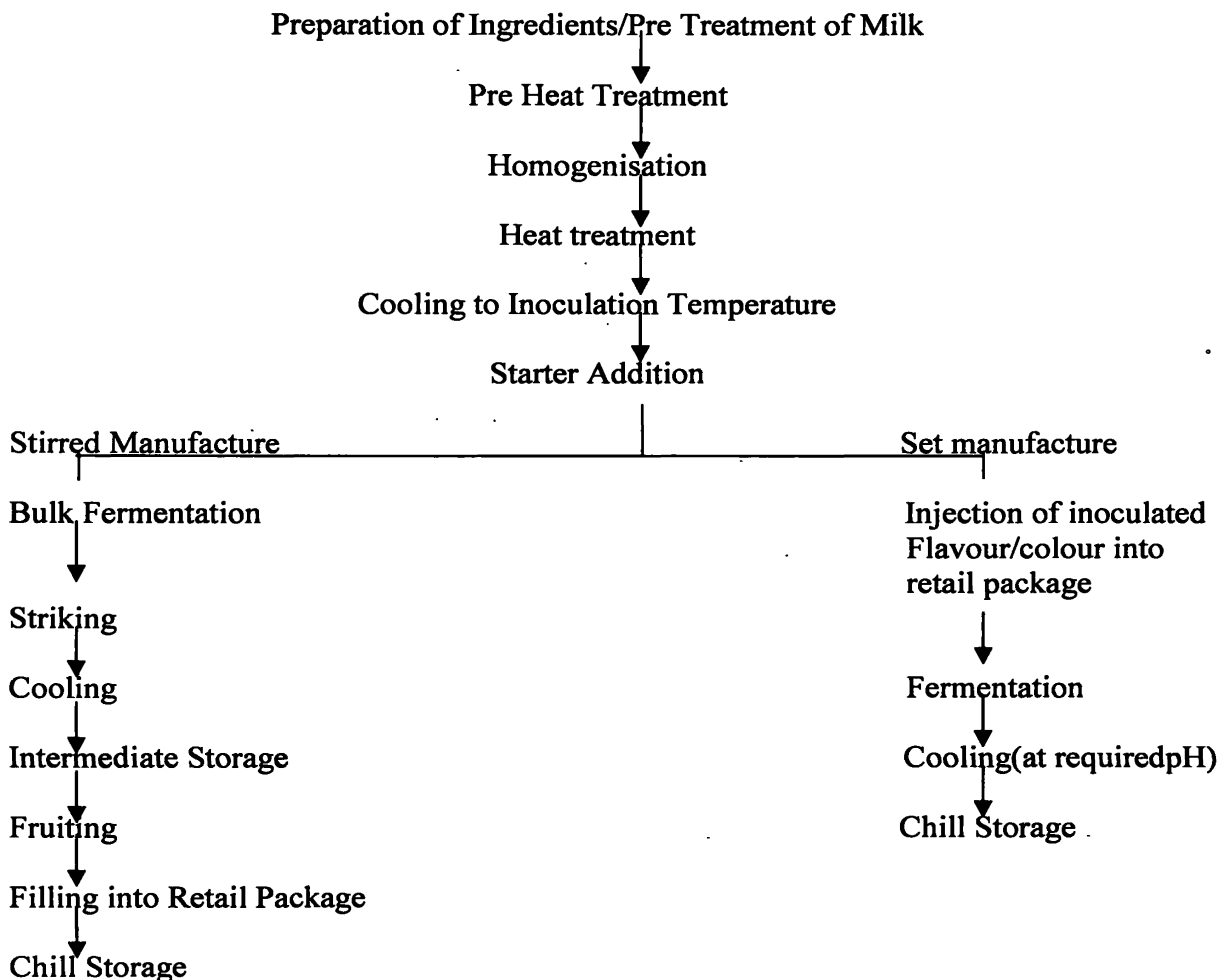 Preparation of Ingredients/Pre Treatment of Milk
Pre Heat Treatment
Homogenisation
Heat treatment
Cooling to Inoculation Temperature
Starter Addition
Stirred Manufacture
Bulk Fermentation
Striking
Cooling
Intermediate Storage
Fruiting
Filling into Retail Package
Chill Storage
Set manufacture
Injection of inoculated
Flavour/colour into
retail package
Fermentation
Cooling(at requiredpH)
Chill Storage